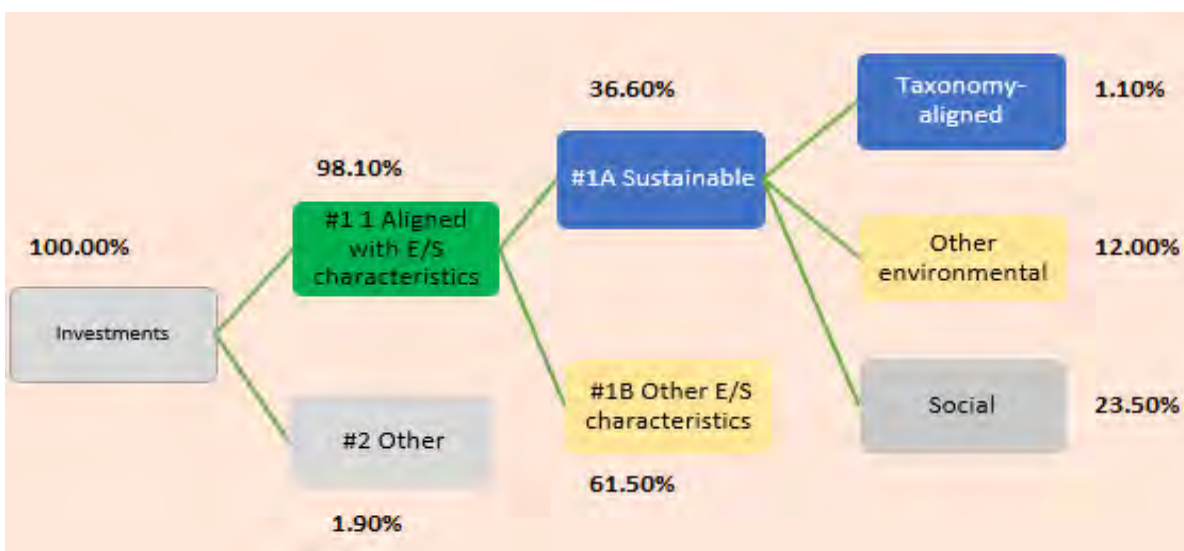 100.00%
Investments
98.10%
#1 1 Aligned
with E/S
characteristics
#2 Other
1.90%
36.60%
#1A Sustainable
#1B Other E/S
characteristics
61.50%
Taxonomy-
aligned
1.10%
Other
environmental
12.00%
Social
23.50%